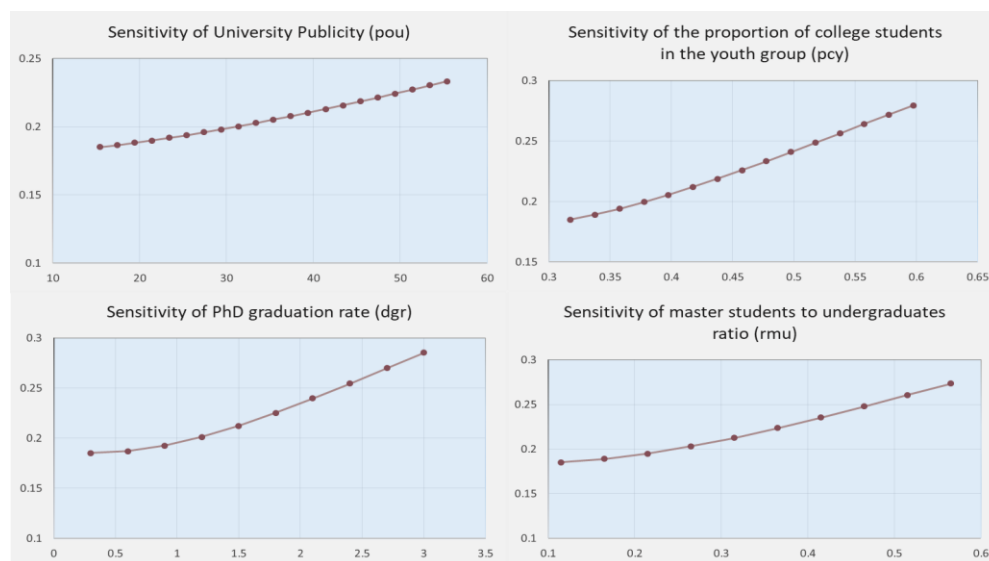 Sensitivity of University Publicity (pou)
0.25
0.2
0.15
0.1
10 20 30 40 50 60
Sensitivity of the proportion of college students
in the youth group (pcy)
0.3
0.25
0.2
0.15
0.3 0.35 0.4 0.45 0.5 0.55 0.6 0.65
Sensitivity of PhD graduation rate (dgr)
0.3
0.25
0.2
0.15
0.1
0 0.5 1 1.5 2 2.5 3 3.5
Sensitivity of master students to undergraduates
ratio (rmu)
0.3
0.25
0.2
0.15
0.1
0.1 0.2 0.3 0.4 0.5 0.6